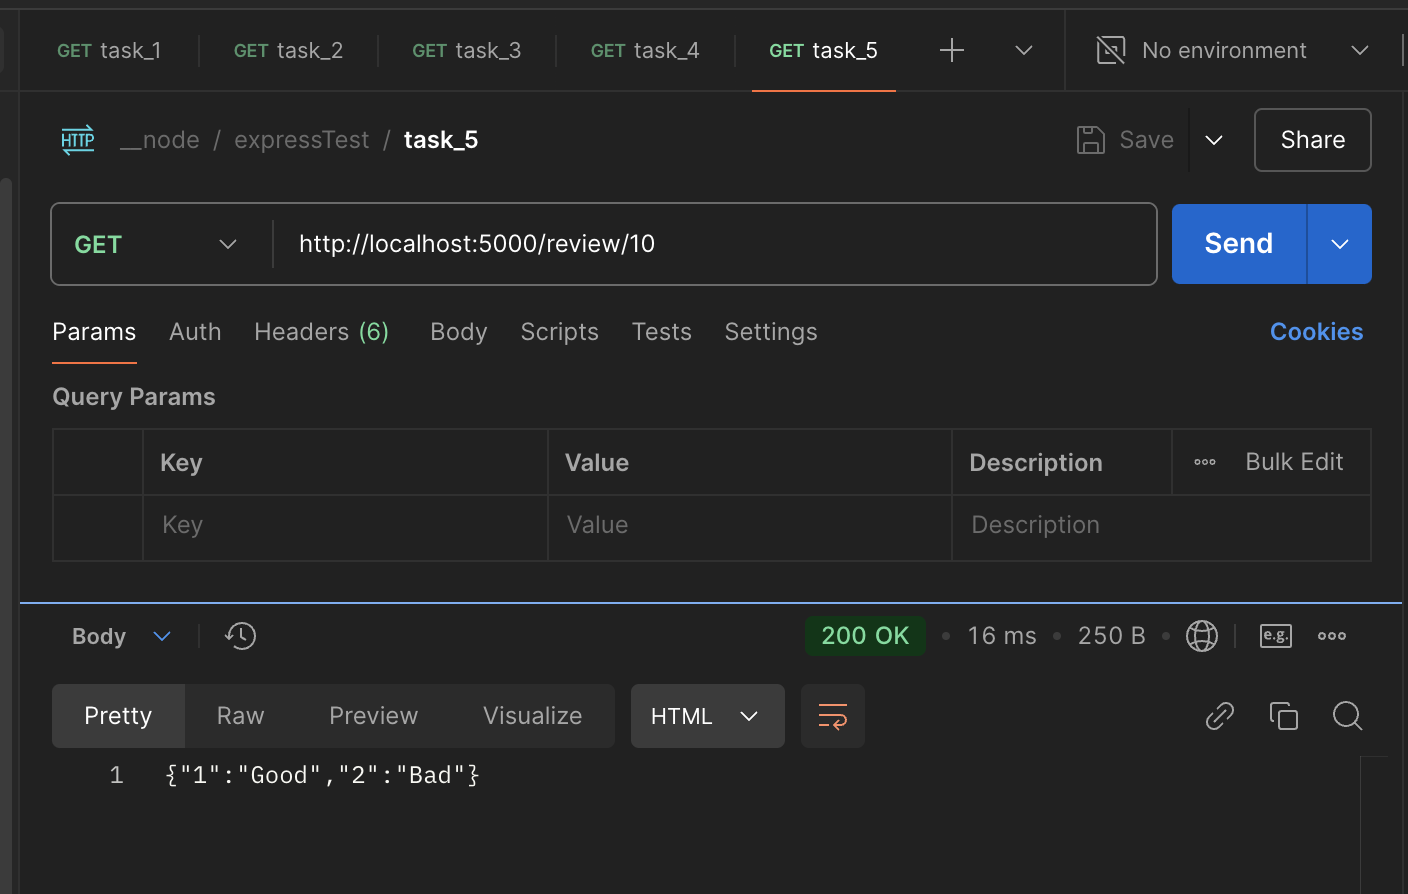 GET task_1 GET task_2 GET task_3 GET task_4 GET task_5 No environment
HTTP __node / expressTest / task_5 Save Share
GET http://localhost:5000/review/10 Send
Params Auth Headers (6) Body Scripts Tests Settings Cookies
Query Params
Key Value Description Bulk Edit
Key Value Description
Body 200 OK • 16 ms • 250 B • e.g.
Pretty Raw Preview Visualize HTML
1 {"1":"Good","2":"Bad"}